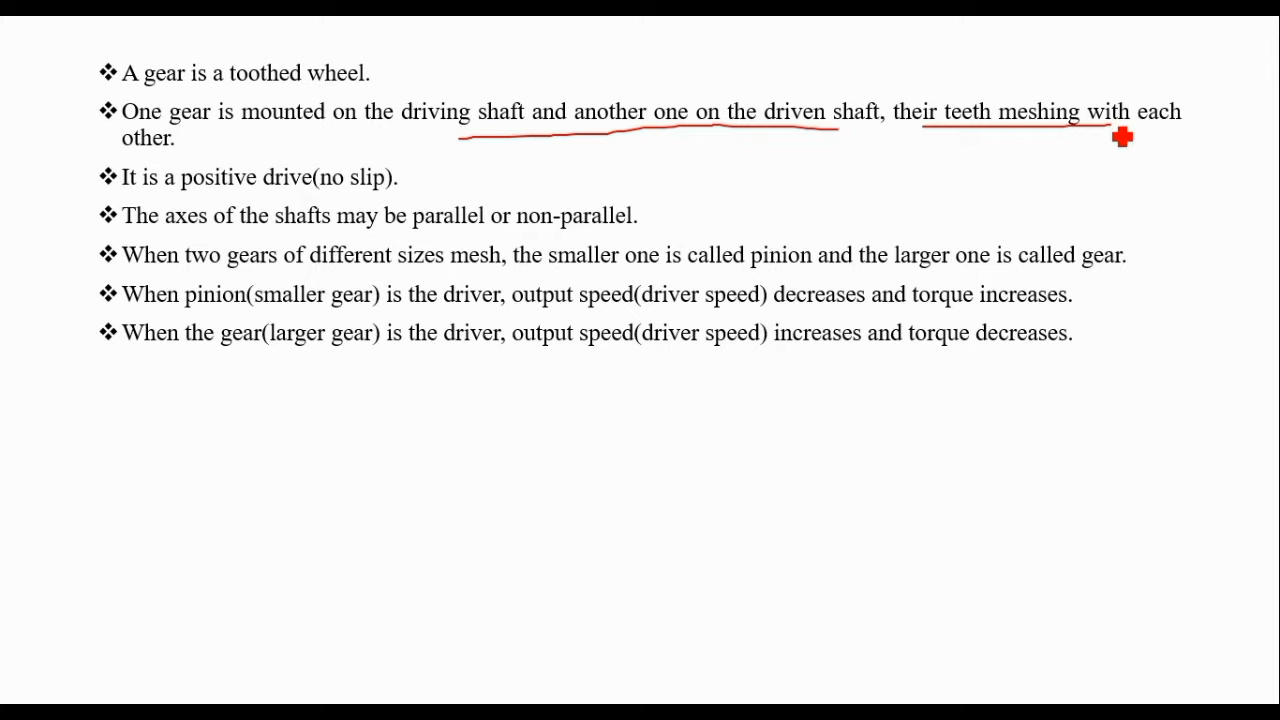 ❖ A gear is a toothed wheel.
❖ One gear is mounted on the driving shaft and another one on the driven shaft, their teeth meshing with each
other.
❖ It is a positive drive(no slip).
❖ The axes of the shafts may be parallel or non-parallel.
❖ When two gears of different sizes mesh, the smaller one is called pinion and the larger one is called gear.
❖ When pinion(smaller gear) is the driver, output speed(driver speed) decreases and torque increases.
❖ When the gear(larger gear) is the driver, output speed(driver speed) increases and torque decreases.